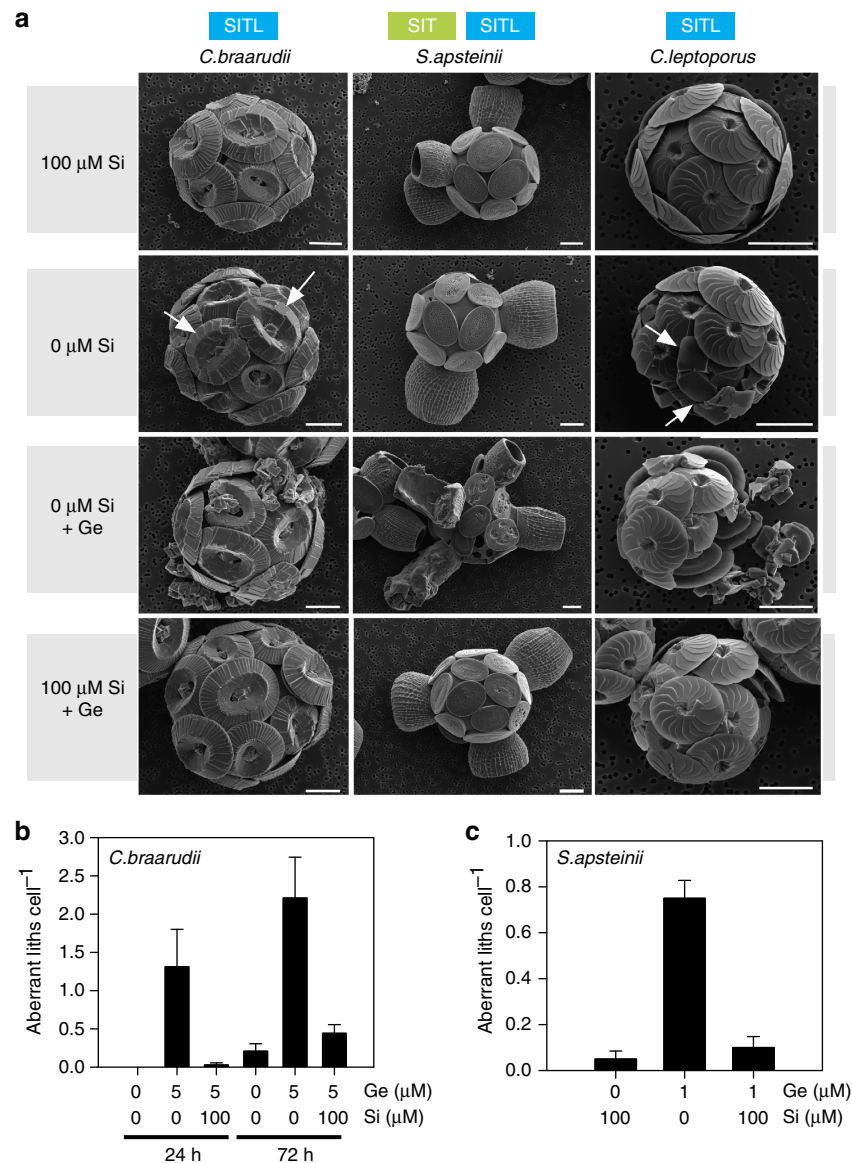 a
SITL SIT SITL SITL
C.braarudii S.apsteinii C.leptoporus
100 μM Si
0 μM Si
0 μM Si
+ Ge
100 μM Si
+ Ge
b
C.braarudii
Aberrant liths cell⁻¹
3.0
2.5
2.0
1.5
1.0
0.5
0.0
0 5 5 0 5 5 Ge (μM)
0 0 100 0 0 100 Si (μM)
24 h 72 h
c
S.apsteinii
Aberrant liths cell⁻¹
1.0
0.8
0.6
0.4
0.2
0.0
0 1 1 Ge (μM)
100 0 100 Si (μM)